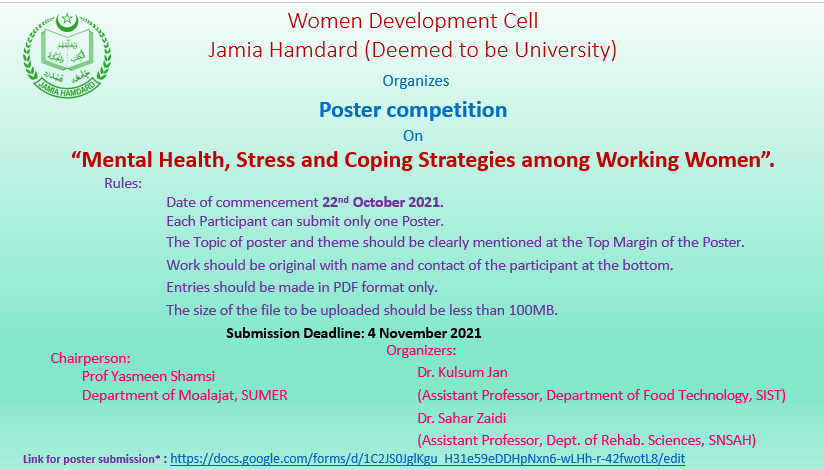 Women Development Cell
Jamia Hamdard (Deemed to be University)
Organizes
Poster competition
On
“Mental Health, Stress and Coping Strategies among Working Women”.
Rules:
Date of commencement 22nd October 2021.
Each Participant can submit only one Poster.
The Topic of poster and theme should be clearly mentioned at the Top Margin of the Poster.
Work should be original with name and contact of the participant at the bottom.
Entries should be made in PDF format only.
The size of the file to be uploaded should be less than 100MB.
Submission Deadline: 4 November 2021
Chairperson:
Prof Yasmeen Shamsi
Department of Moalajat, SUMER
Organizers:
Dr. Kulsum Jan
(Assistant Professor, Department of Food Technology, SIST)
Dr. Sahar Zaidi
(Assistant Professor, Dept. of Rehab. Sciences, SNSAH)
Link for poster submission* : https://docs.google.com/forms/d/1C2JS0JglKgu_H31e59eDDHpNxn6-wLHh-r-42fwotL8/edit
JAMIA HAMDARD